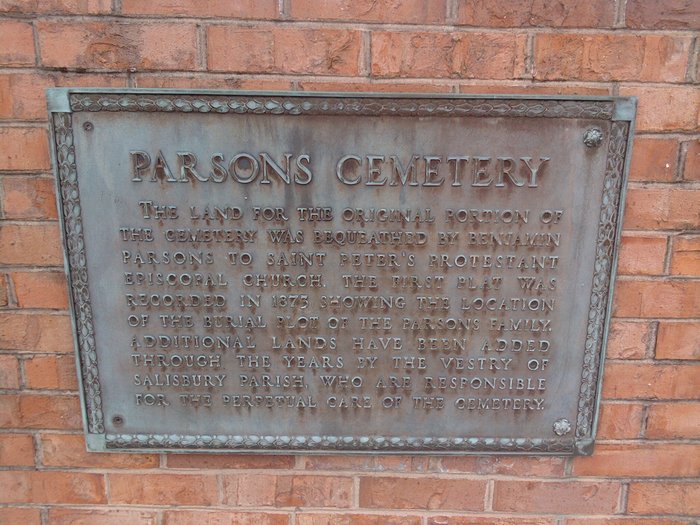 PARSONS CEMETERY
THE LAND FOR THE ORIGINAL PORTION OF
THE CEMETERY WAS BEQUEATHED BY BENJAMIN
PARSONS TO SAINT PETER'S PROTESTANT
EPISCOPAL CHURCH. THE FIRST PLAT WAS
RECORDED IN 1873 SHOWING THE LOCATION
OF THE BURIAL PLOT OF THE PARSONS FAMILY.
ADDITIONAL LANDS HAVE BEEN ADDED
THROUGH THE YEARS BY THE VESTRY OF
SALISBURY PARISH, WHO ARE RESPONSIBLE
FOR THE PERPETUAL CARE OF THE CEMETERY.